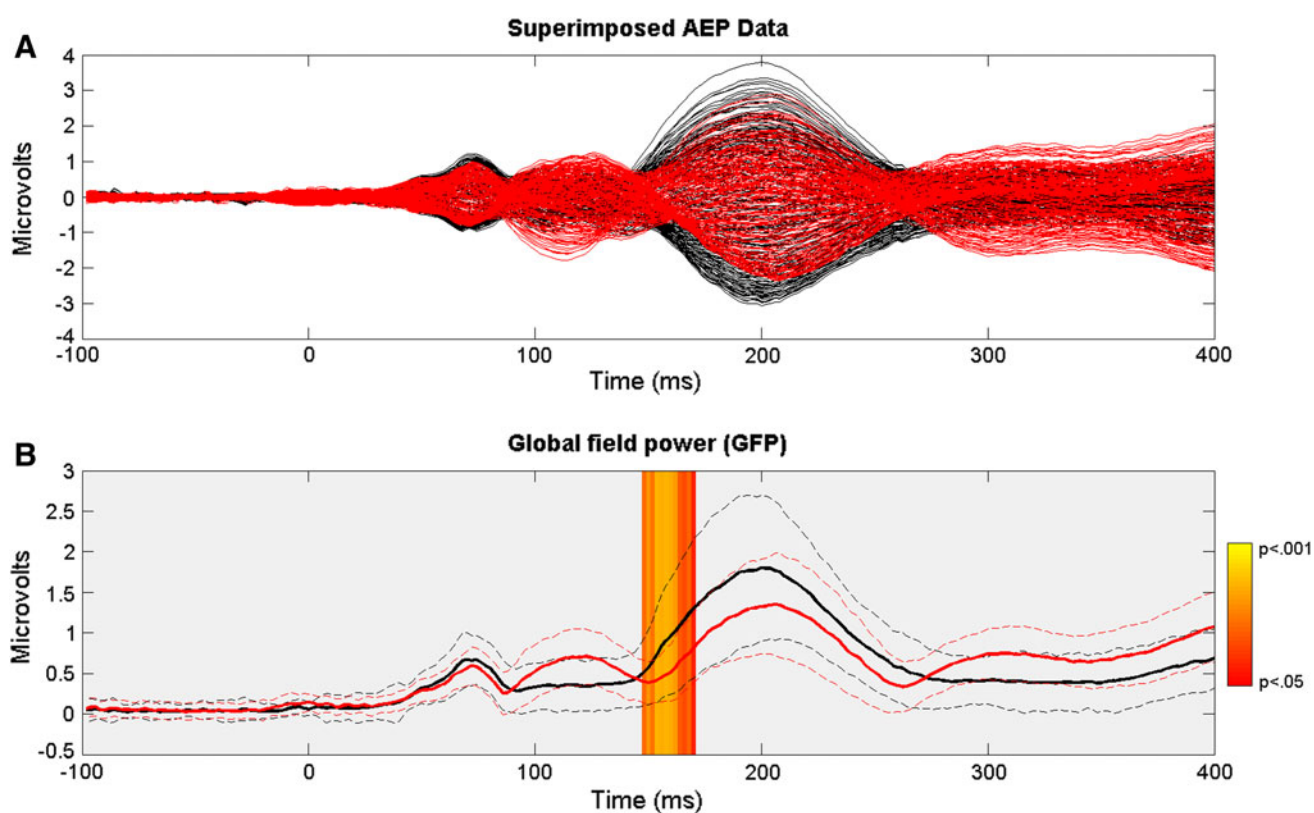 A
Superimposed AEP Data
Microvolts
4
3
2
1
0
-1
-2
-3
-4
-100 0 100 200 300 400
Time (ms)
B
Global field power (GFP)
Microvolts
3
2.5
2
1.5
1
0.5
0
-0.5
-100 0 100 200 300 400
Time (ms)
p<.001
p<.05